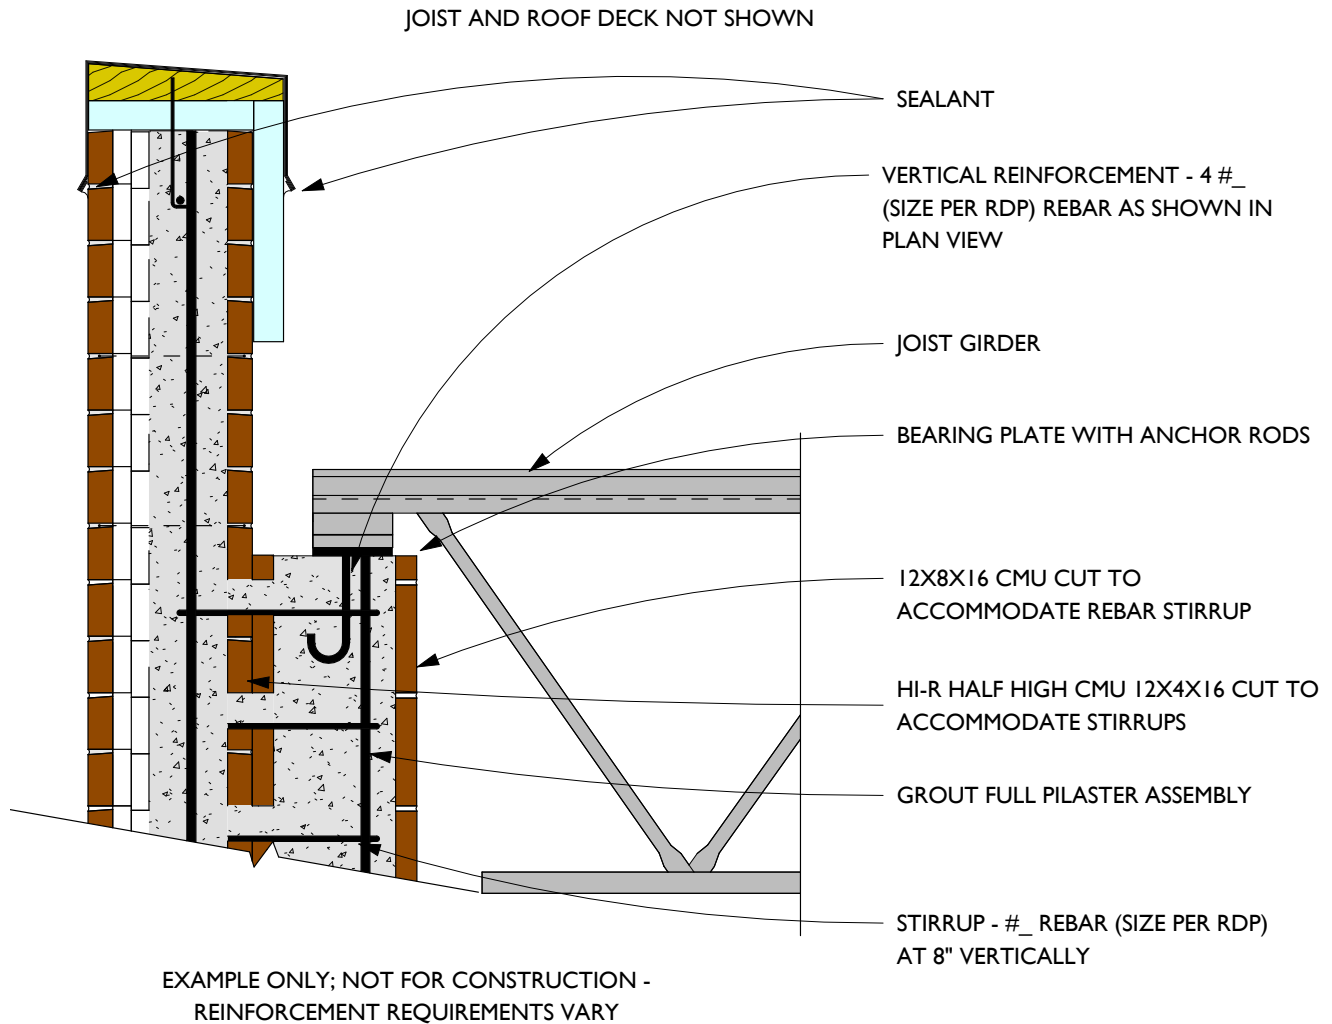 JOIST AND ROOF DECK NOT SHOWN
SEALANT
VERTICAL REINFORCEMENT - 4 #_
(SIZE PER RDP) REBAR AS SHOWN IN
PLAN VIEW
JOIST GIRDER
BEARING PLATE WITH ANCHOR RODS
12X8X16 CMU CUT TO
ACCOMMODATE REBAR STIRRUP
HI-R HALF HIGH CMU 12X4X16 CUT TO
ACCOMMODATE STIRRUPS
GROUT FULL PILASTER ASSEMBLY
STIRRUP - #_ REBAR (SIZE PER RDP)
AT 8" VERTICALLY
EXAMPLE ONLY; NOT FOR CONSTRUCTION -
REINFORCEMENT REQUIREMENTS VARY